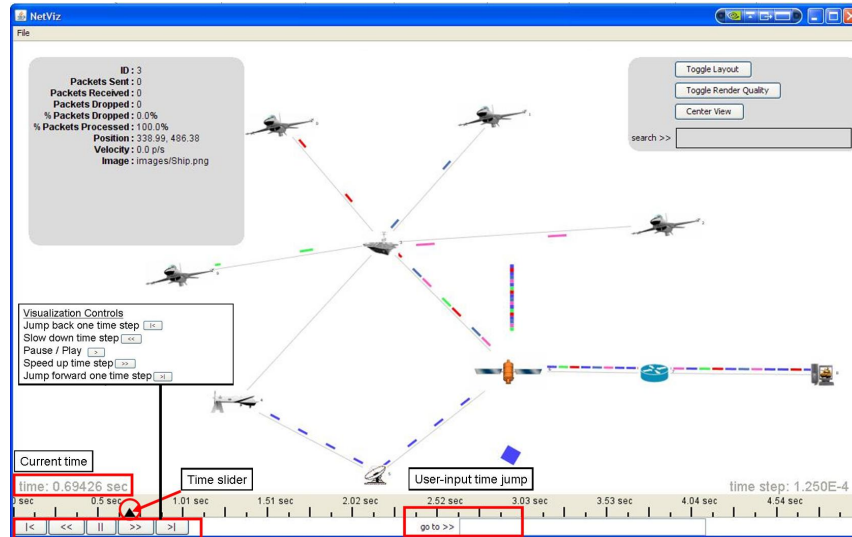 NetViz
File
ID : 3
Packets Sent : 0
Packets Received : 0
Packets Dropped : 0
% Packets Dropped : 0.0%
% Packets Processed : 100.0%
Position : 338.99, 486.38
Velocity : 0.0 p/s
Image : images/Ship.png
Toggle Layout
Toggle Render Quality
Center View
search >>
Visualization Controls
Jump back one time step |<
Slow down time step <<
Pause / Play >
Speed up time step >>
Jump forward one time step >|
Current time
Time slider
User-input time jump
time: 0.69426 sec
time step: 1.250E-4
sec 0.5 sec 1.01 sec 1.51 sec 2.02 sec 2.52 sec 3.03 sec 3.53 sec 4.04 sec 4.54 sec
|< << || >> >| go to >>